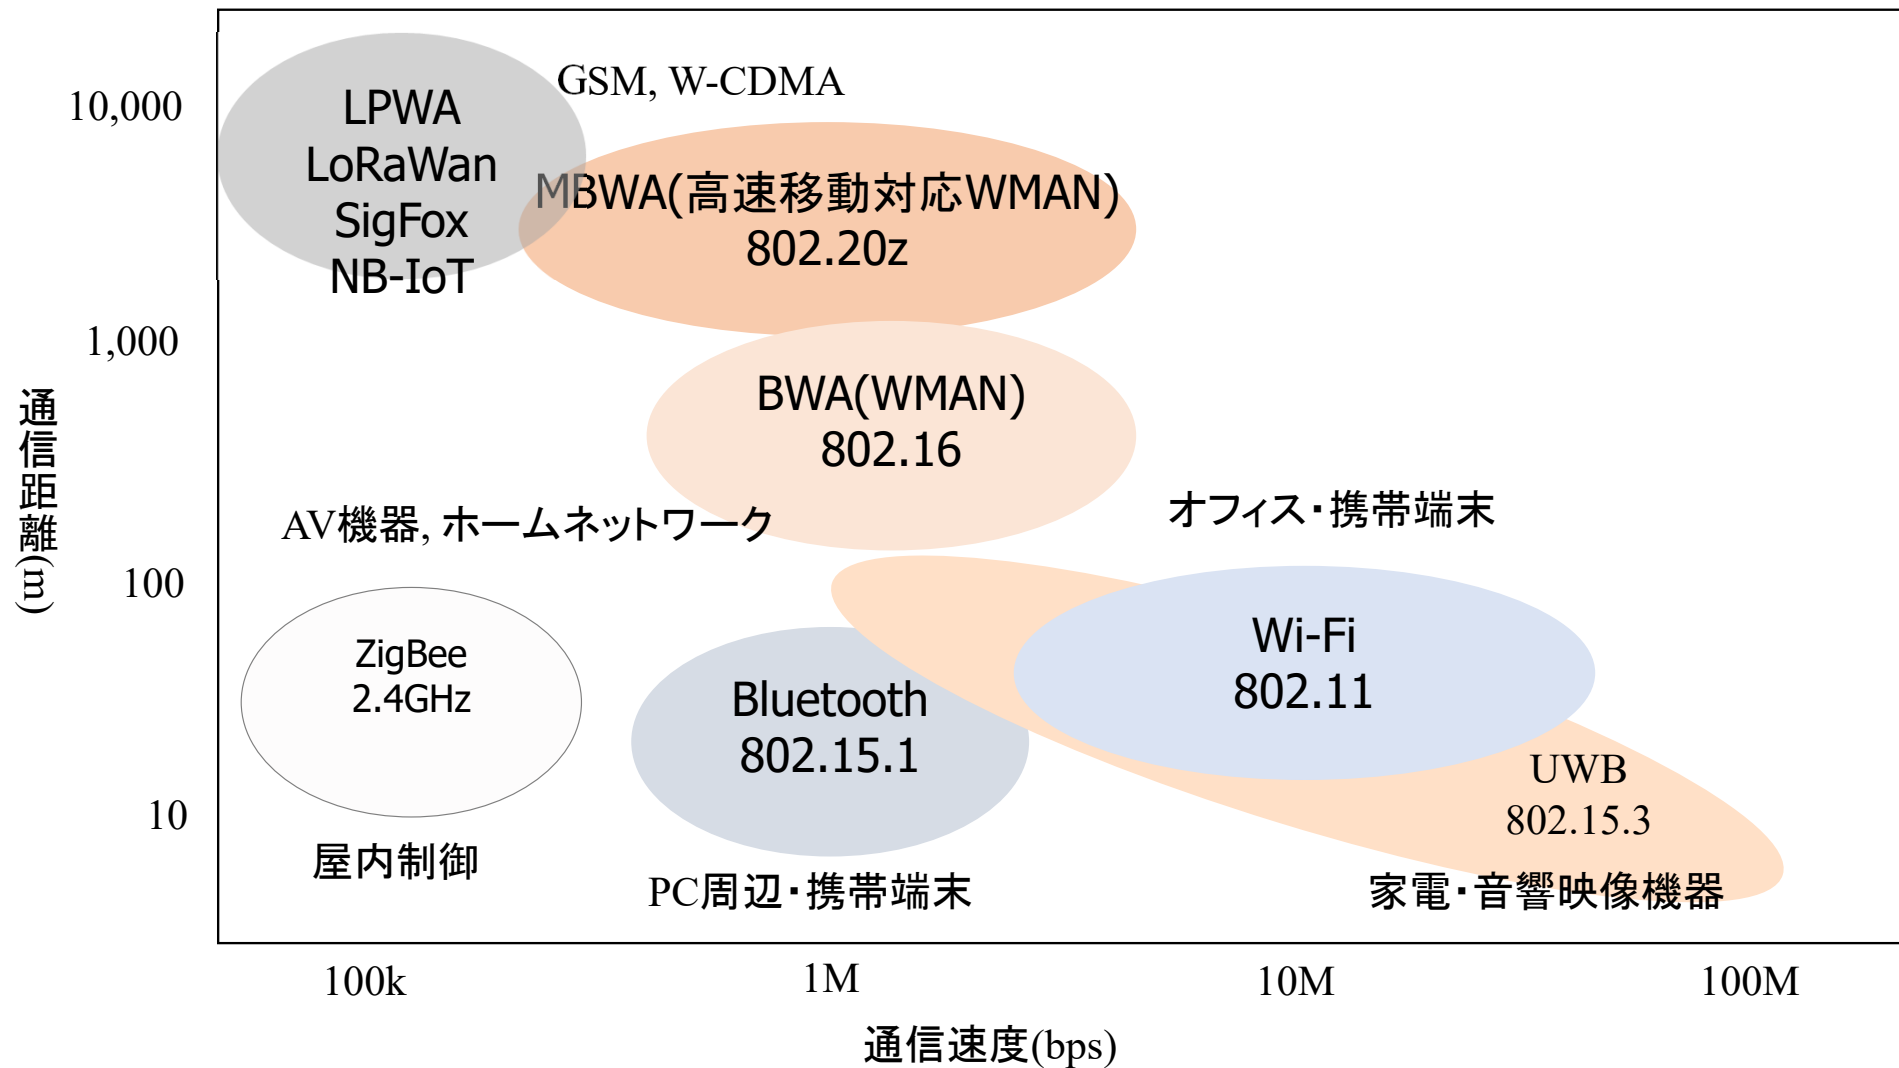 GSM, W-CDMA
10,000
LPWA
LoRaWan
SigFox
NB-IoT
MBWA(高速移動対応WMAN)
802.20z
1,000
BWA(WMAN)
802.16
通信距離(m)
AV機器, ホームネットワーク
オフィス・携帯端末
100
ZigBee
2.4GHz
Bluetooth
802.15.1
Wi-Fi
802.11
UWB
802.15.3
10
屋内制御
PC周辺・携帯端末
家電・音響映像機器
100k
1M
10M
100M
通信速度(bps)